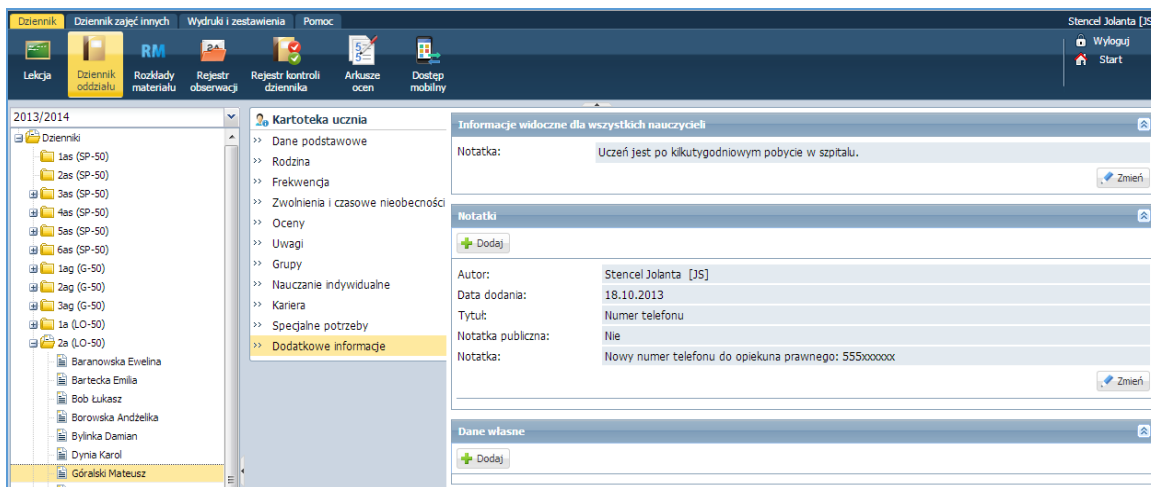 Dziennik Dziennik zajęć innych Wydruki i zestawienia Pomoc Stencel Jolanta [JS
Wyloguj
Start
Lekcja Dziennik oddziału RM Rozkłady materiału Rejestr obserwacji Rejestr kontroli dziennika Arkusze ocen Dostęp mobilny
2013/2014
Dzienniki
1as (SP-50)
2as (SP-50)
3as (SP-50)
4as (SP-50)
5as (SP-50)
6as (SP-50)
1ag (G-50)
2ag (G-50)
3ag (G-50)
1a (LO-50)
2a (LO-50)
Baranowska Ewelina
Bartecka Emilia
Bob Łukasz
Borowska Andżelika
Bylinka Damian
Dynia Karol
Góralski Mateusz
Kartoteka ucznia
Dane podstawowe
Rodzina
Frekwencja
Zwolnienia i czasowe nieobecności
Oceny
Uwagi
Grupy
Nauczanie indywidualne
Kariera
Specjalne potrzeby
Dodatkowe informacje
Informacje widoczne dla wszystkich nauczycieli
Notatka: Uczeń jest po kilkutygodniowym pobycie w szpitalu.
Zmień
Notatki
Dodaj
Autor: Stencel Jolanta [JS]
Data dodania: 18.10.2013
Tytuł: Numer telefonu
Notatka publiczna: Nie
Notatka: Nowy numer telefonu do opiekuna prawnego: 555xxxxxx
Zmień
Dane własne
Dodaj